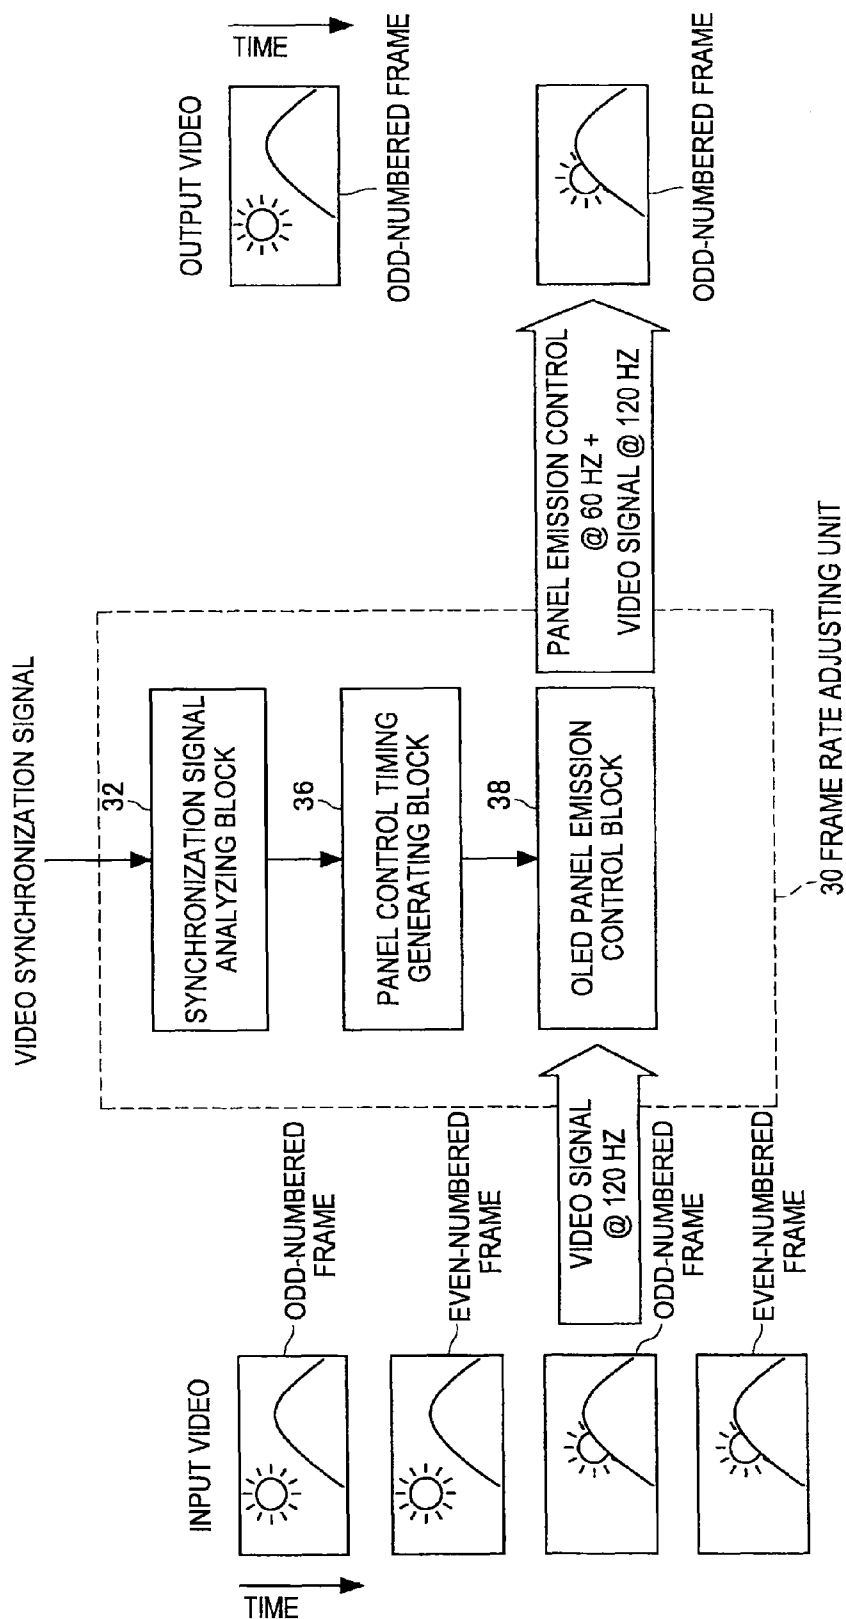 VIDEO SYNCHRONIZATION SIGNAL
INPUT VIDEO
TIME
ODD-NUMBERED
FRAME
EVEN-NUMBERED
FRAME
ODD-NUMBERED
FRAME
EVEN-NUMBERED
FRAME
VIDEO SIGNAL
@ 120 HZ
32
SYNCHRONIZATION SIGNAL
ANALYZING BLOCK
36
PANEL CONTROL TIMING
GENERATING BLOCK
38
OLED PANEL EMISSION
CONTROL BLOCK
30 FRAME RATE ADJUSTING UNIT
PANEL EMISSION CONTROL
@ 60 HZ +
VIDEO SIGNAL @ 120 HZ
OUTPUT VIDEO
TIME
ODD-NUMBERED FRAME
ODD-NUMBERED FRAME